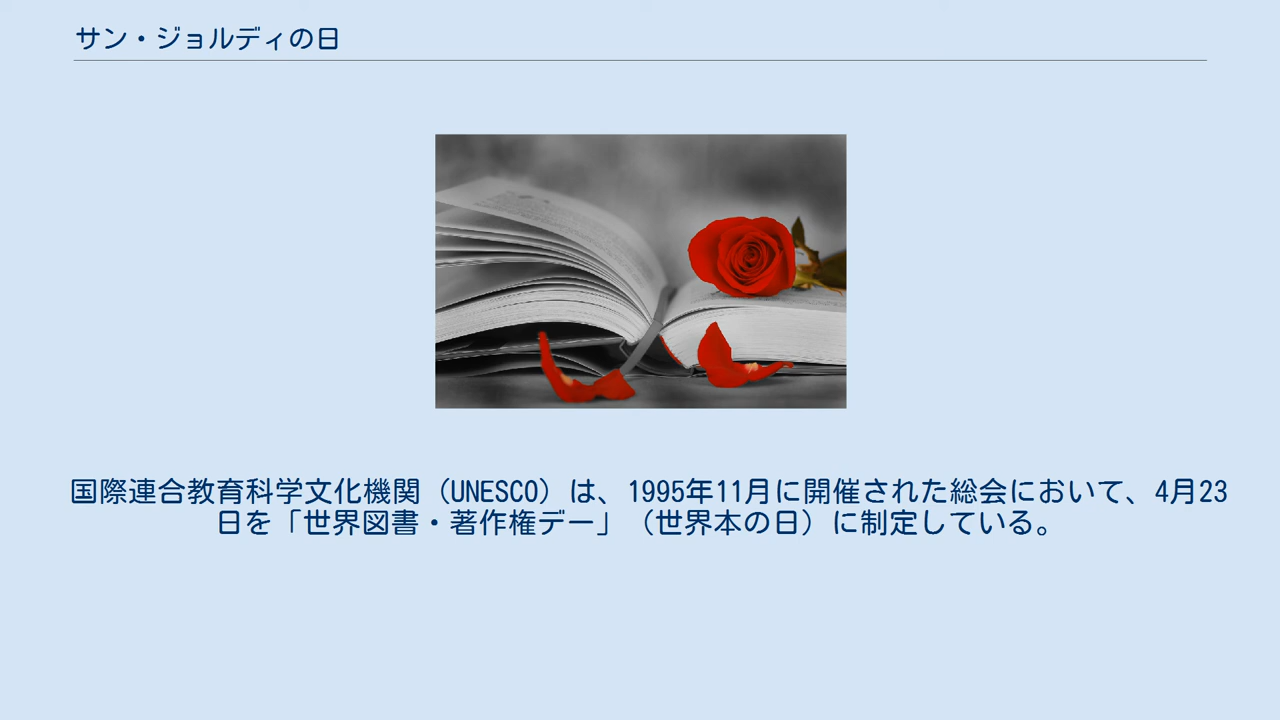 サン・ジョルディの日
国際連合教育科学文化機関（UNESCO）は、1995年11月に開催された総会において、4月23
日を「世界図書・著作権デー」（世界本の日）に制定している。